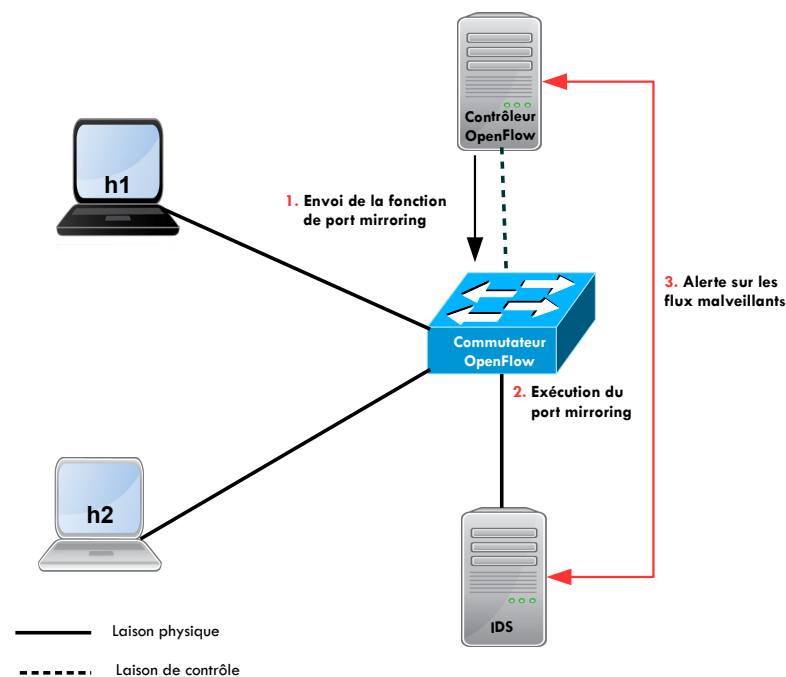 Contrôleur
OpenFlow
h1
1. Envoi de la fonction
de port mirroring
3. Alerte sur les
flux malveillants
Commutateur
OpenFlow
2. Exécution du
port mirroring
h2
IDS
Laison physique
Laison de contrôle